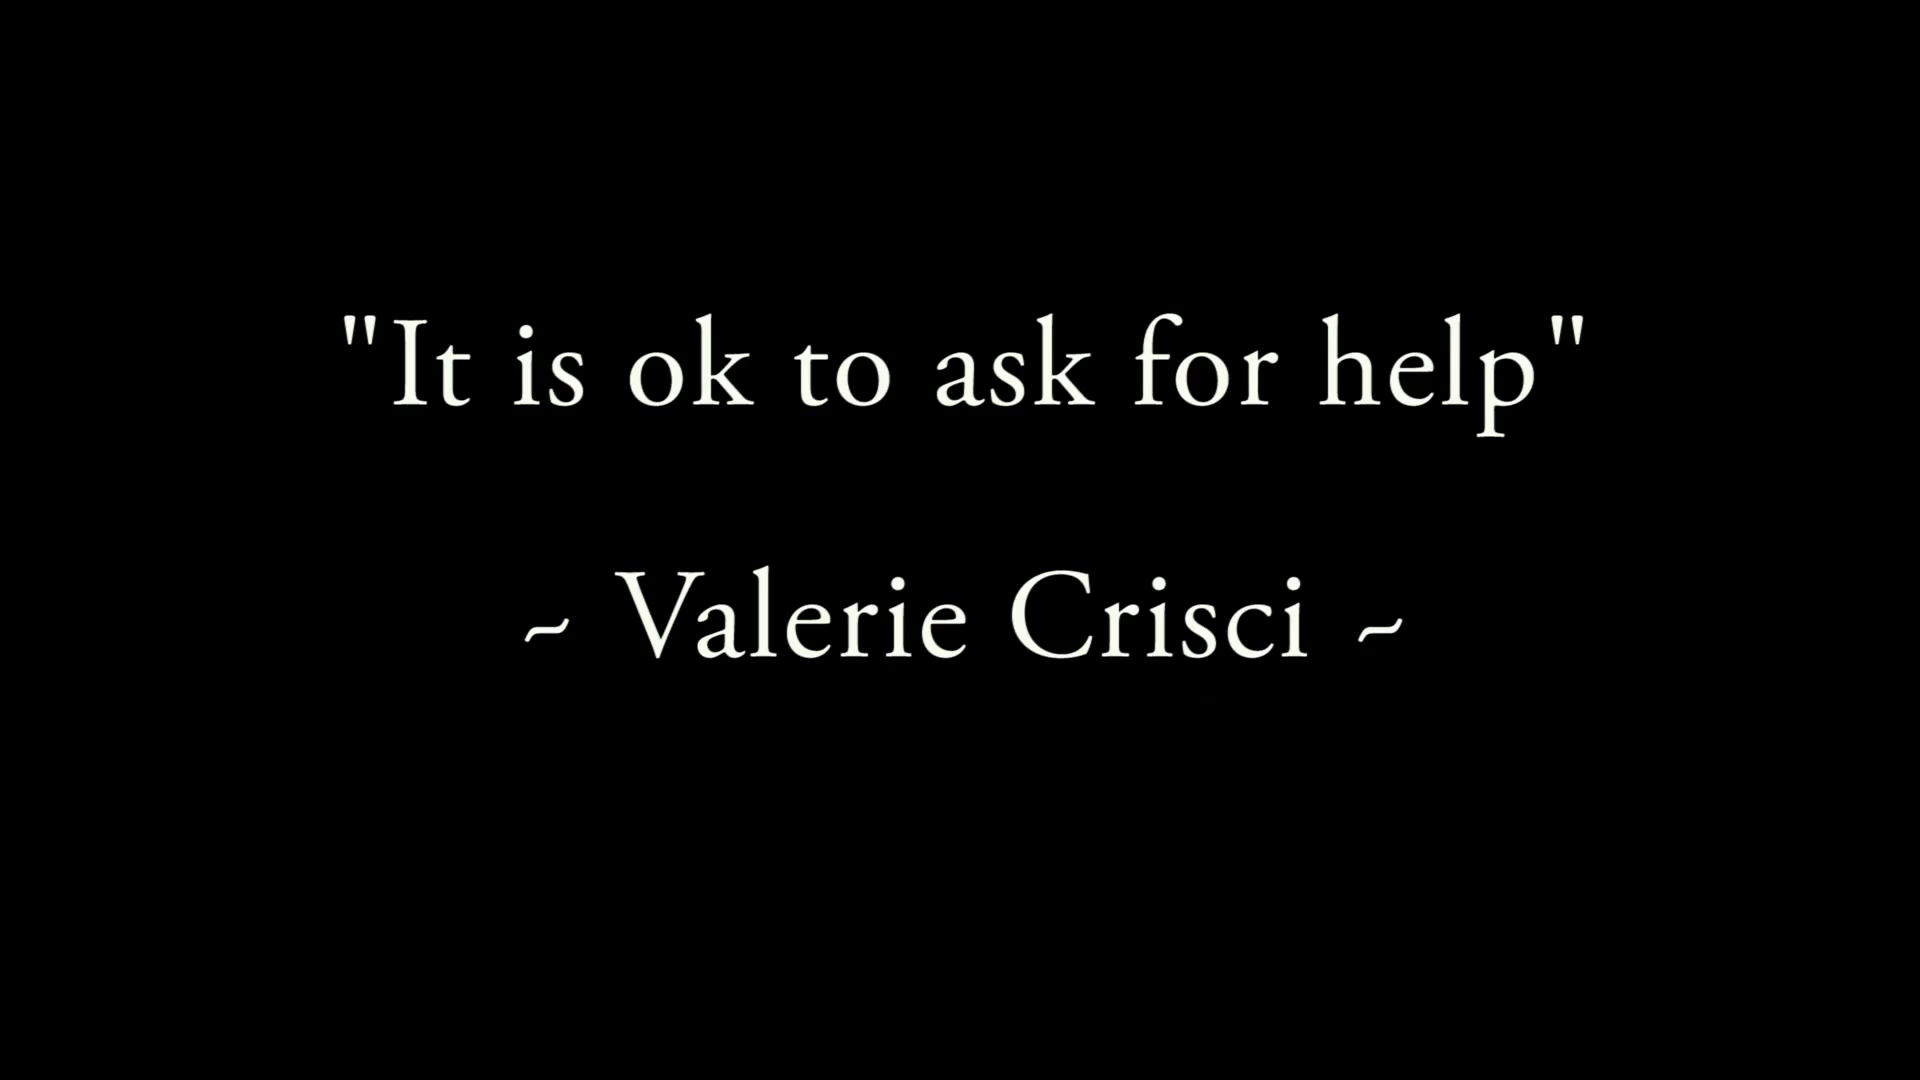 "It is ok to ask for help"
~ Valerie Crisci ~